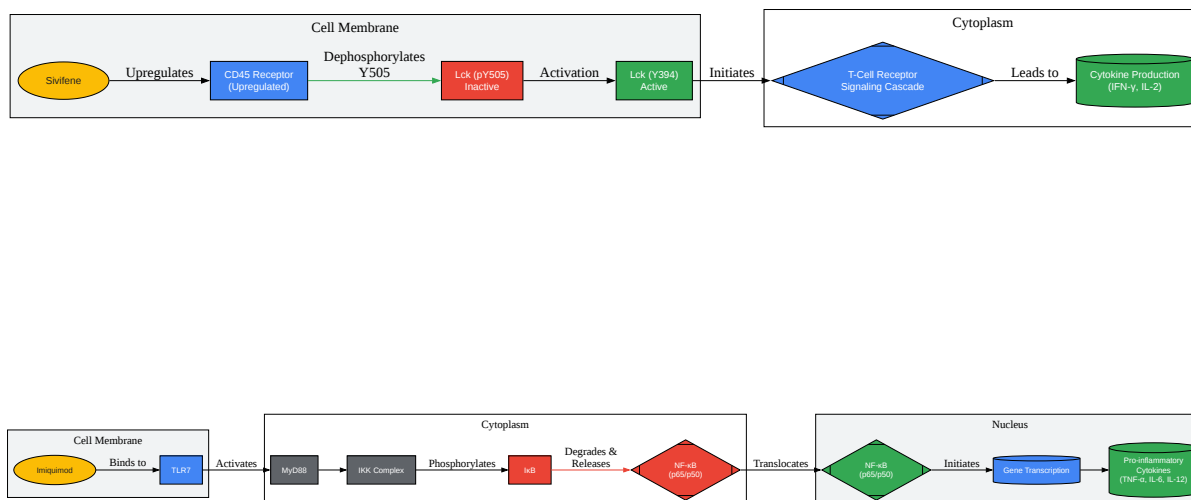 Cell Membrane
Sivifene
Upregulates
CD45 Receptor
(Upregulated)
Dephosphorylates
Y505
Lck (pY505)
Inactive
Activation
Lck (Y394)
Active
Initiates
Cytoplasm
T-Cell Receptor
Signaling Cascade
Leads to
Cytokine Production
(IFN-γ, IL-2)
Cell Membrane
Imiquimod
Binds to
TLR7
Activates
Cytoplasm
MyD88
IKK Complex
Phosphorylates
IκB
Degrades &
Releases
NF-κB
(p65/p50)
Translocates
Nucleus
NF-κB
(p65/p50)
Initiates
Gene Transcription
Pro-inflammatory
Cytokines
(TNF-α, IL-6, IL-12)